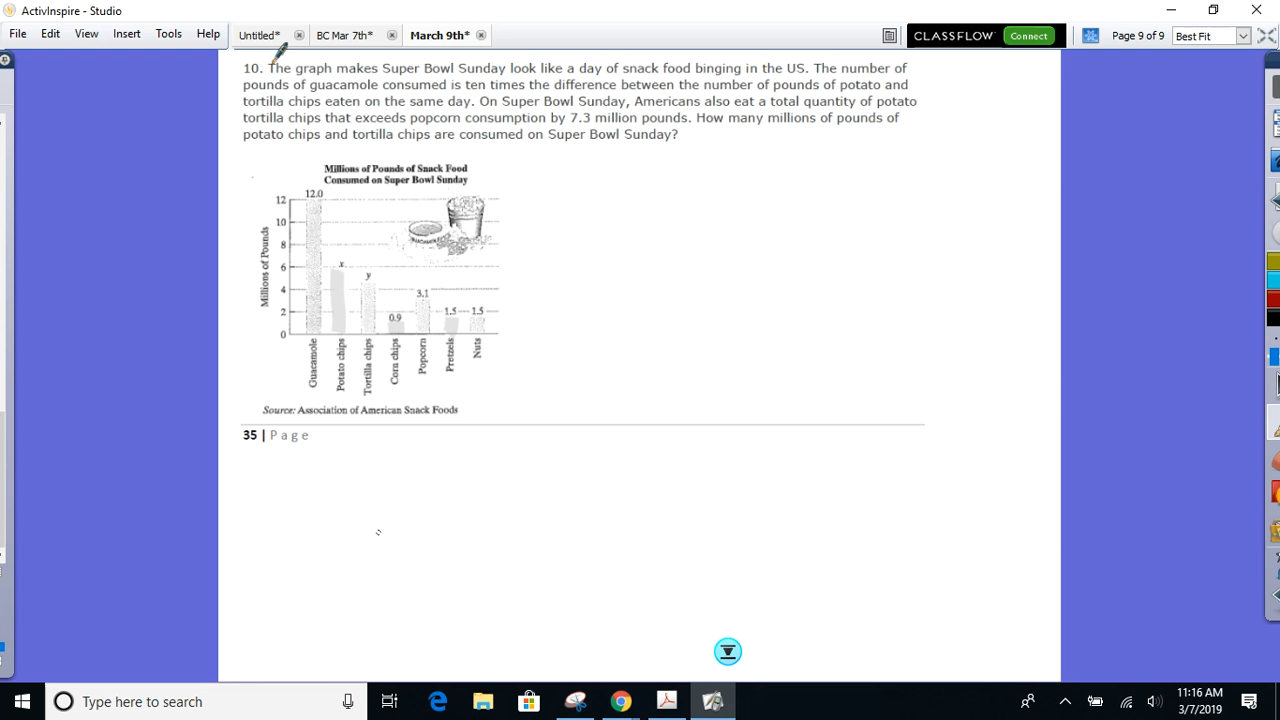 ActivInspire - Studio
File Edit View Insert Tools Help
Untitled*
BC Mar 7th*
March 9th*
CLASSFLOW Connect
Page 9 of 9
Best Fit
10. The graph makes Super Bowl Sunday look like a day of snack food binging in the US. The number of
pounds of guacamole consumed is ten times the difference between the number of pounds of potato and
tortilla chips eaten on the same day. On Super Bowl Sunday, Americans also eat a total quantity of potato
tortilla chips that exceeds popcorn consumption by 7.3 million pounds. How many millions of pounds of
potato chips and tortilla chips are consumed on Super Bowl Sunday?
Millions of Pounds of Snack Food
Consumed on Super Bowl Sunday
Millions of Pounds
12
10
8
6
4
2
0
12.0
x
y
0.9
3.1
1.5
1.5
Guacamole
Potato chips
Tortilla chips
Corn chips
Popcorn
Pretzels
Nuts
Source: Association of American Snack Foods
35 | Page
Type here to search
11:16 AM
3/7/2019